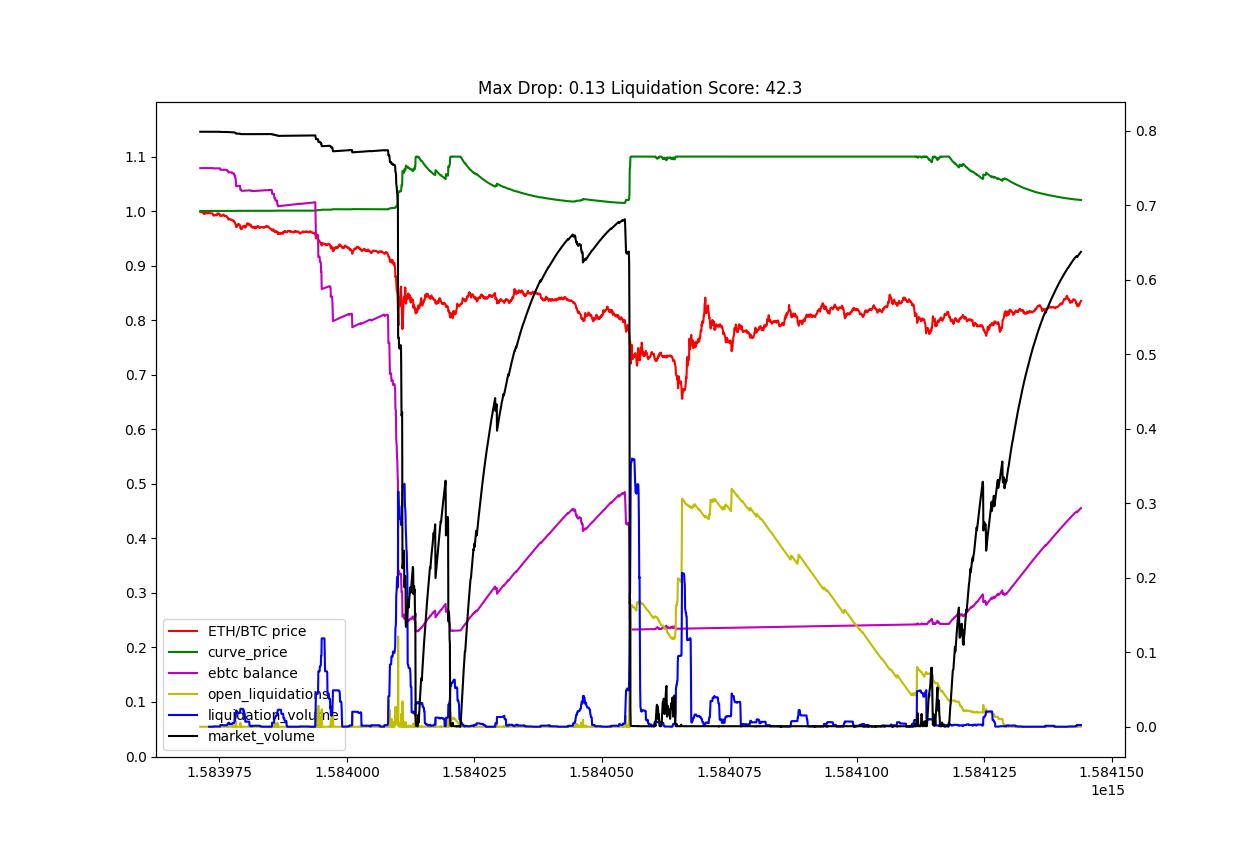 Max Drop: 0.13 Liquidation Score: 42.3
0.8
1.1
1.0
0.7
0.9
0.6
0.8
0.7
0.5
0.6
0.4
0.5
0.3
0.4
0.3
0.2
0.2
0.1
0.1
0.0
0.0
ETH/BTC price
curve_price
ebtc balance
open_liquidations
liquidation_volume
market_volume
1.583975 1.584000 1.584025 1.584050 1.584075 1.584100 1.584125 1.584150
1e15